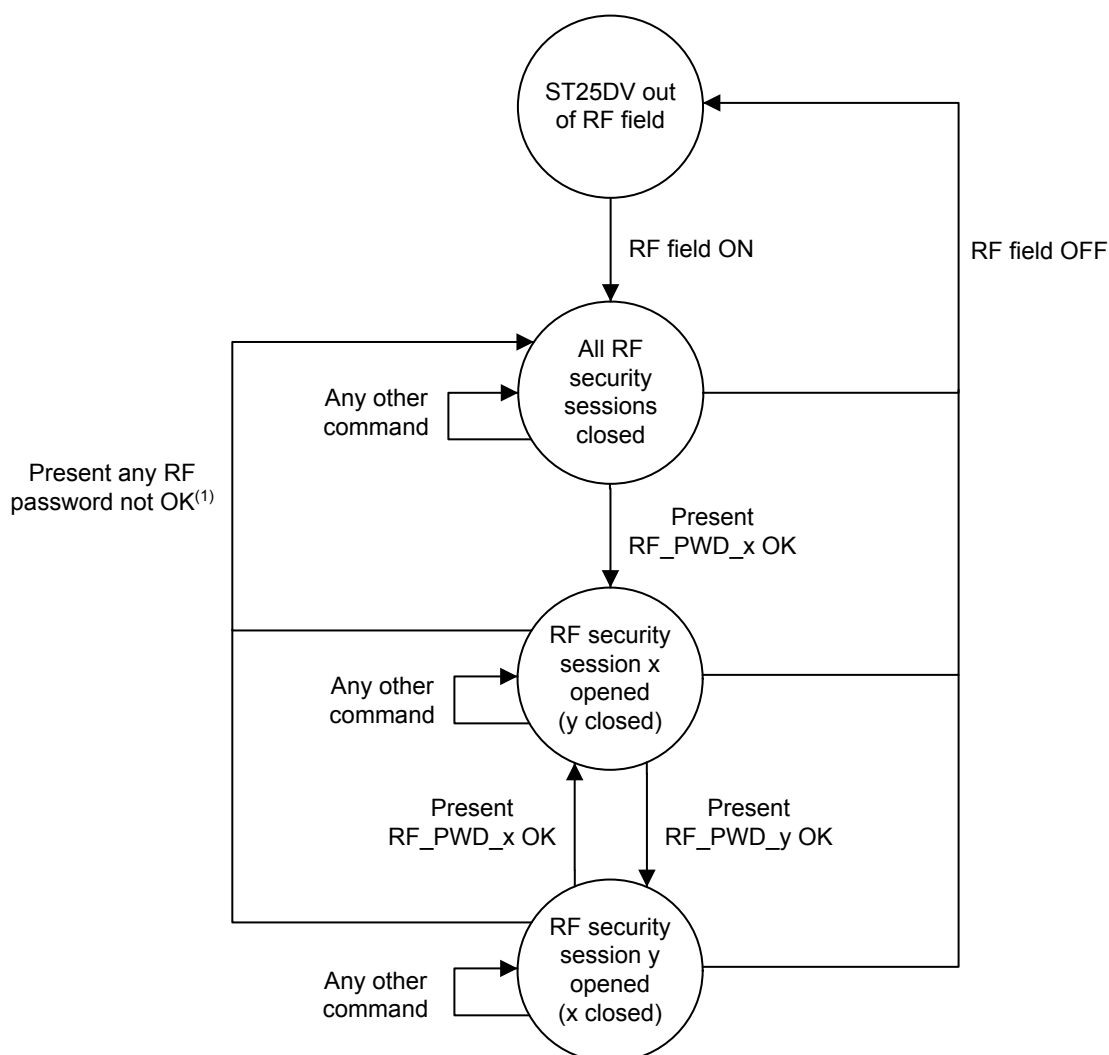 ST25DV out
of RF field
RF field ON
RF field OFF
All RF
security
sessions
closed
Any other
command
Present any RF
password not OK(1)
Present
RF_PWD_x OK
RF security
session x
opened
(y closed)
Any other
command
Present
RF_PWD_x OK
Present
RF_PWD_y OK
RF security
session y
opened
(x closed)
Any other
command